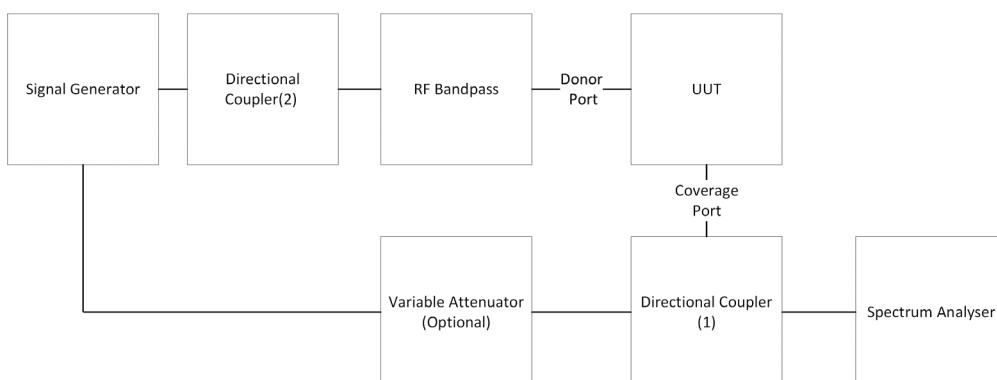 Signal Generator
Directional
Coupler(2)
RF Bandpass
Donor
Port
UUT
Coverage
Port
Variable Attenuator
(Optional)
Directional Coupler
(1)
Spectrum Analyser